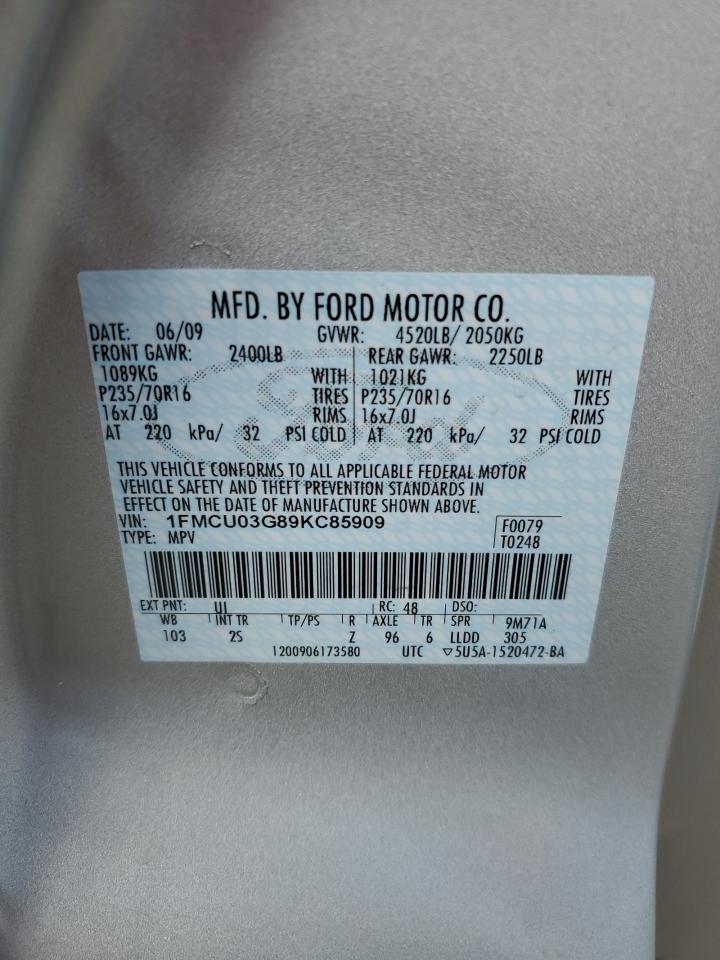 MFD. BY FORD MOTOR CO.
DATE: 06/09 GVWR: 4520LB/ 2050KG
FRONT GAWR: 2400LB REAR GAWR: 2250LB
1089KG WITH 1021KG WITH
P235/70R16 TIRES P235/70R16 TIRES
16x7.0J RIMS 16x7.0J RIMS
AT 220 kPa/ 32 PSI COLD AT 220 kPa/ 32 PSI COLD
Ford
THIS VEHICLE CONFORMS TO ALL APPLICABLE FEDERAL MOTOR
VEHICLE SAFETY AND THEFT PREVENTION STANDARDS IN
EFFECT ON THE DATE OF MANUFACTURE SHOWN ABOVE.
VIN: 1FMCU03G89KC85909 F0079
TYPE: MPV T0248
EXT PNT: UI RC: 48 DSO:
WB INT TR TP/PS R AXLE TR SPR 9M71A
103 2S Z 96 6 LLDD 305
1200906173580 UTC ▽5U5A-1520472-BA